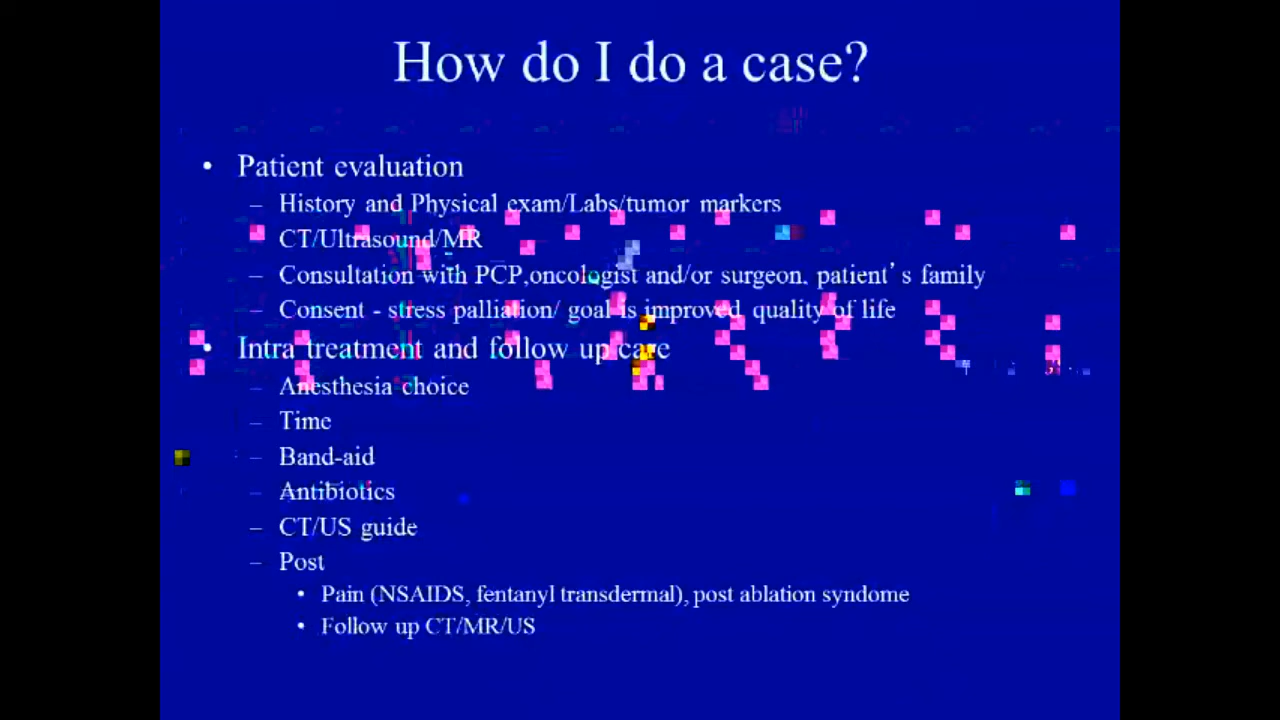 How do I do a case?
• Patient evaluation
– History and Physical exam/Labs/tumor markers
– CT/Ultrasound/MR
– Consultation with PCP,oncologist and/or surgeon, patient’s family
– Consent - stress palliation/ goal is improved quality of life
• Intra treatment and follow up care
– Anesthesia choice
– Time
– Band-aid
– Antibiotics
– CT/US guide
– Post
• Pain (NSAIDS, fentanyl transdermal), post ablation syndome
• Follow up CT/MR/US